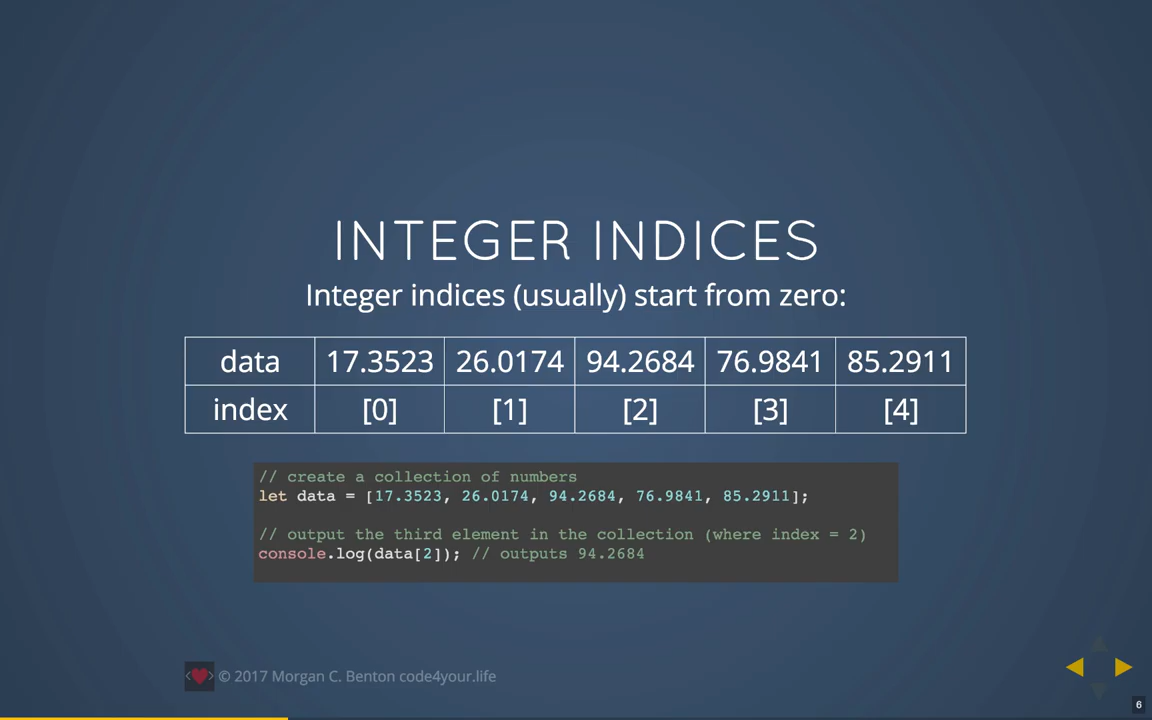 INTEGER INDICES
Integer indices (usually) start from zero:
data 17.3523 26.0174 94.2684 76.9841 85.2911
index [0] [1] [2] [3] [4]
// create a collection of numbers
let data = [17.3523, 26.0174, 94.2684, 76.9841, 85.2911];
// output the third element in the collection (where index = 2)
console.log(data[2]); // outputs 94.2684
<> © 2017 Morgan C. Benton code4your.life
6